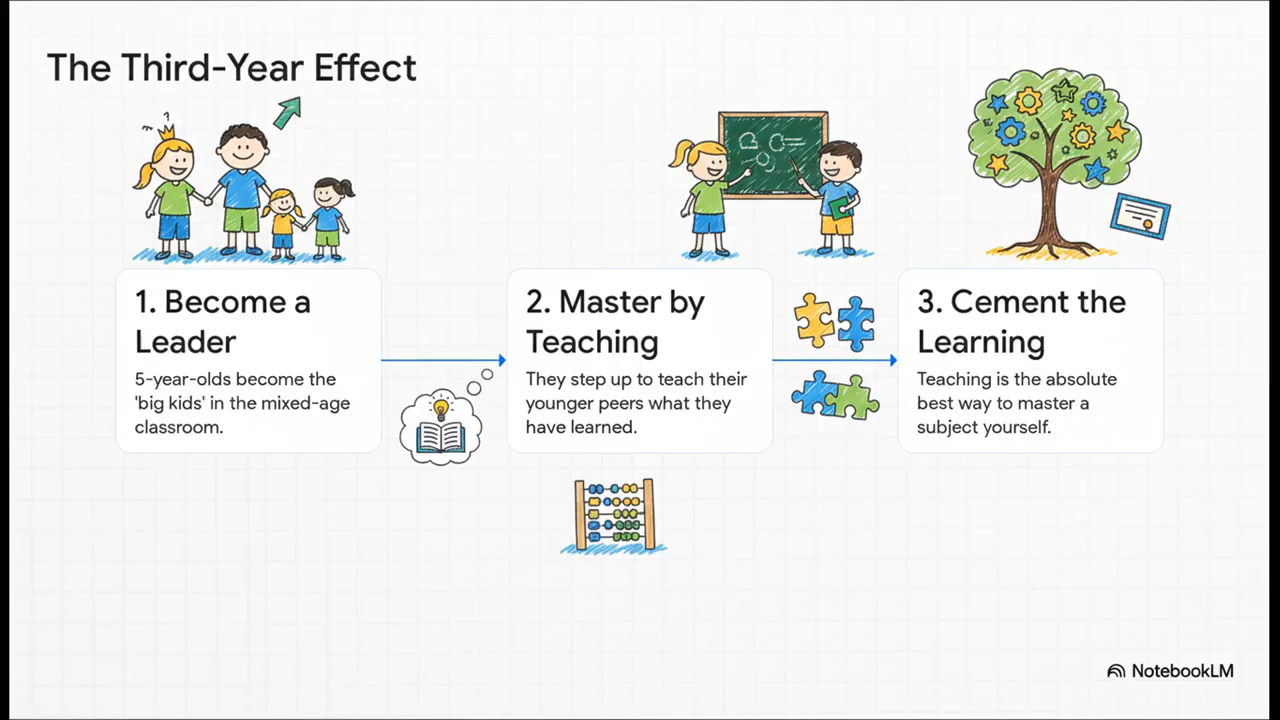 The Third-Year Effect
1. Become a
Leader
5-year-olds become the
'big kids' in the mixed-age
classroom.
2. Master by
Teaching
They step up to teach their
younger peers what they
have learned.
3. Cement the
Learning
Teaching is the absolute
best way to master a
subject yourself.
NotebookLM